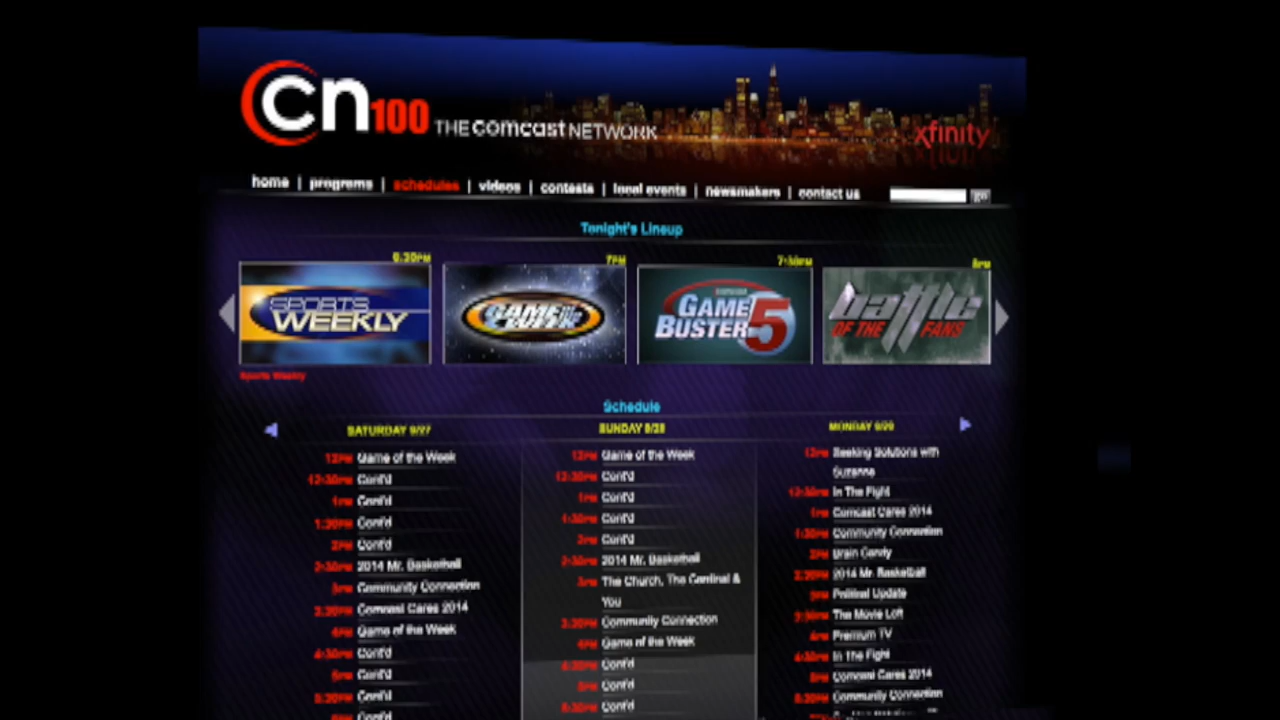 cn100 THE comcast NETWORK
xfinity
home | programs | schedules | videos | contests | local events | newsmakers | contact us
go
Tonight's Lineup
6:30PM 7PM 7:30PM 8PM
SPORTS WEEKLY
GAME OF THE WEEK
GAME BUSTER 5
battle OF THE FANS
Sports Weekly
Schedule
SATURDAY 9/27
12PM Game of the Week
12:30PM Cont'd
1PM Cont'd
1:30PM Cont'd
2PM Cont'd
2:30PM 2014 Mr. Basketball
3PM Community Connection
3:30PM Comcast Cares 2014
4PM Game of the Week
4:30PM Cont'd
5PM Cont'd
5:30PM Cont'd
6PM Cont'd
SUNDAY 9/28
12PM Game of the Week
12:30PM Cont'd
1PM Cont'd
1:30PM Cont'd
2PM Cont'd
2:30PM 2014 Mr. Basketball
3PM The Church, The Cardinal &
You
3:30PM Community Connection
4PM Game of the Week
4:30PM Cont'd
5PM Cont'd
5:30PM Cont'd
MONDAY 9/29
12PM Seeking Solutions with
Suzanne
12:30PM In The Fight
1PM Comcast Cares 2014
1:30PM Community Connection
2PM Brain Candy
2:30PM 2014 Mr. Basketball
3PM Political Update
3:30PM The Movie Loft
4PM Premium TV
4:30PM In The Fight
5PM Comcast Cares 2014
5:30PM Community Connection